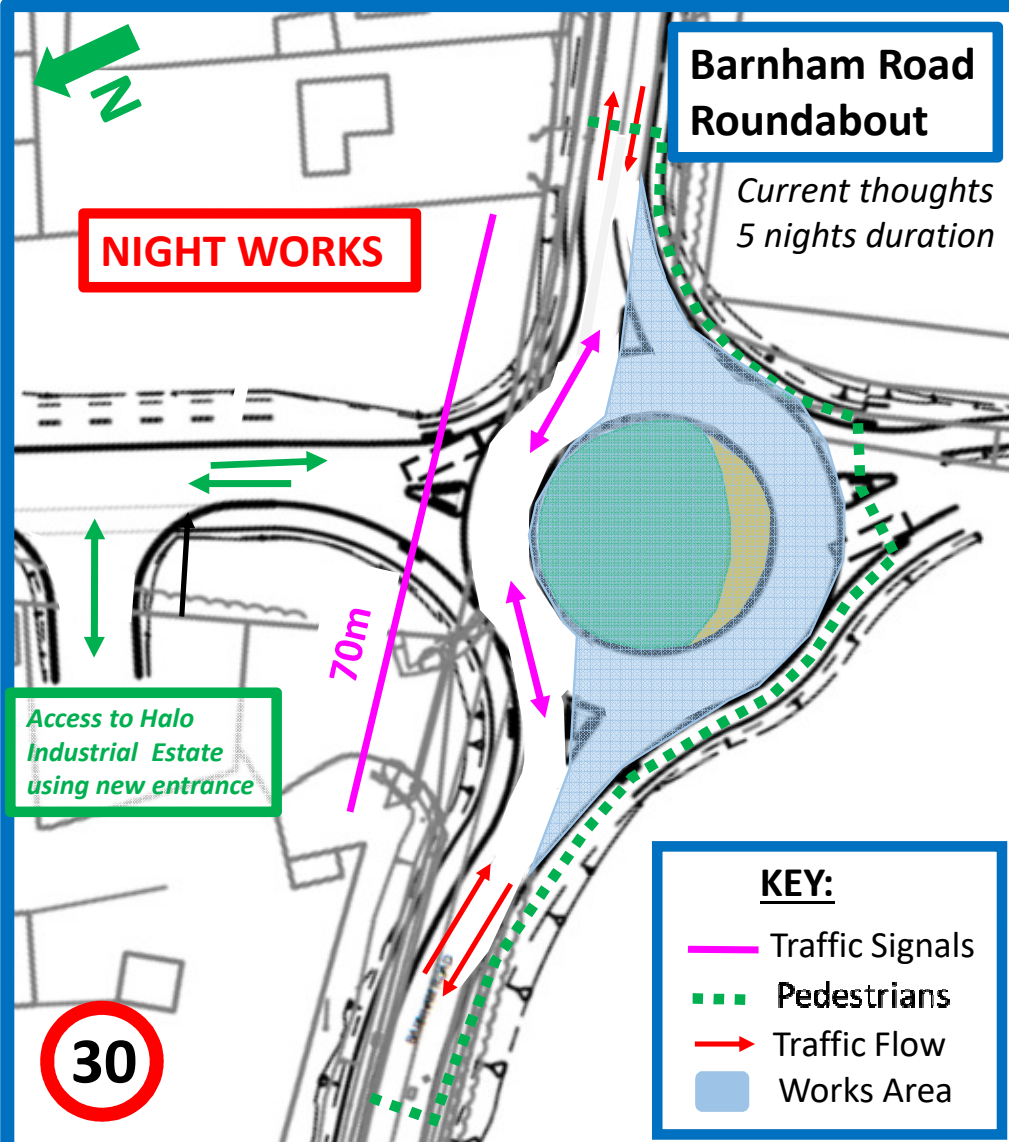 N
Barnham Road
Roundabout
Current thoughts
5 nights duration
NIGHT WORKS
70m
Access to Halo
Industrial Estate
using new entrance
KEY:
Traffic Signals
Pedestrians
Traffic Flow
Works Area
30